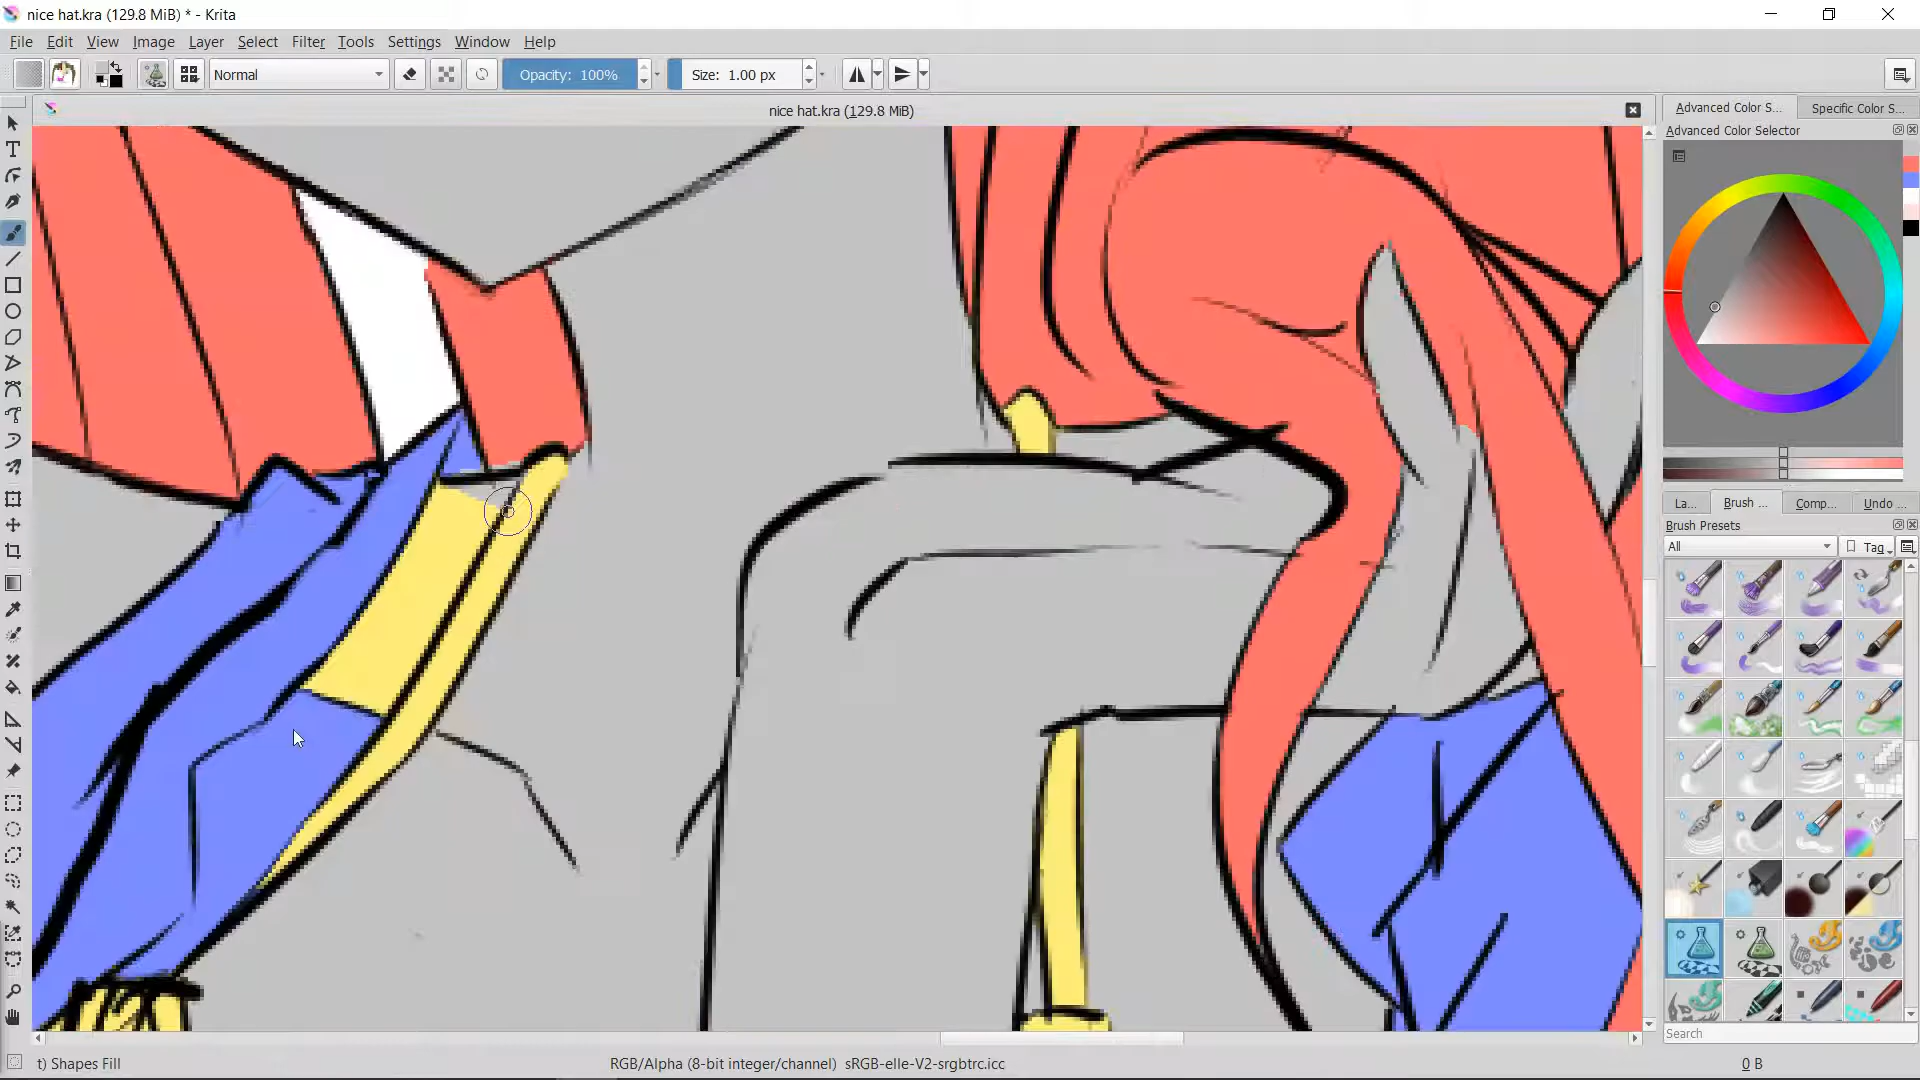 nice hat.kra (129.8 MiB) * - Krita
File Edit View Image Layer Select Filter Tools Settings Window Help
Normal Opacity: 100% Size: 1.00 px
nice hat.kra (129.8 MiB)
Advanced Color S... Specific Color S...
Advanced Color Selector
La... Brush ... Comp... Undo ...
Brush Presets
All Tag
Search
t) Shapes Fill RGB/Alpha (8-bit integer/channel) sRGB-elle-V2-srgbtrc.icc 0 B